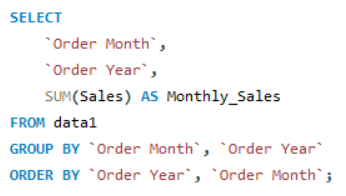 SELECT
`Order Month`,
`Order Year`,
SUM(Sales) AS Monthly_Sales
FROM data1
GROUP BY `Order Month`, `Order Year`
ORDER BY `Order Year`, `Order Month`;